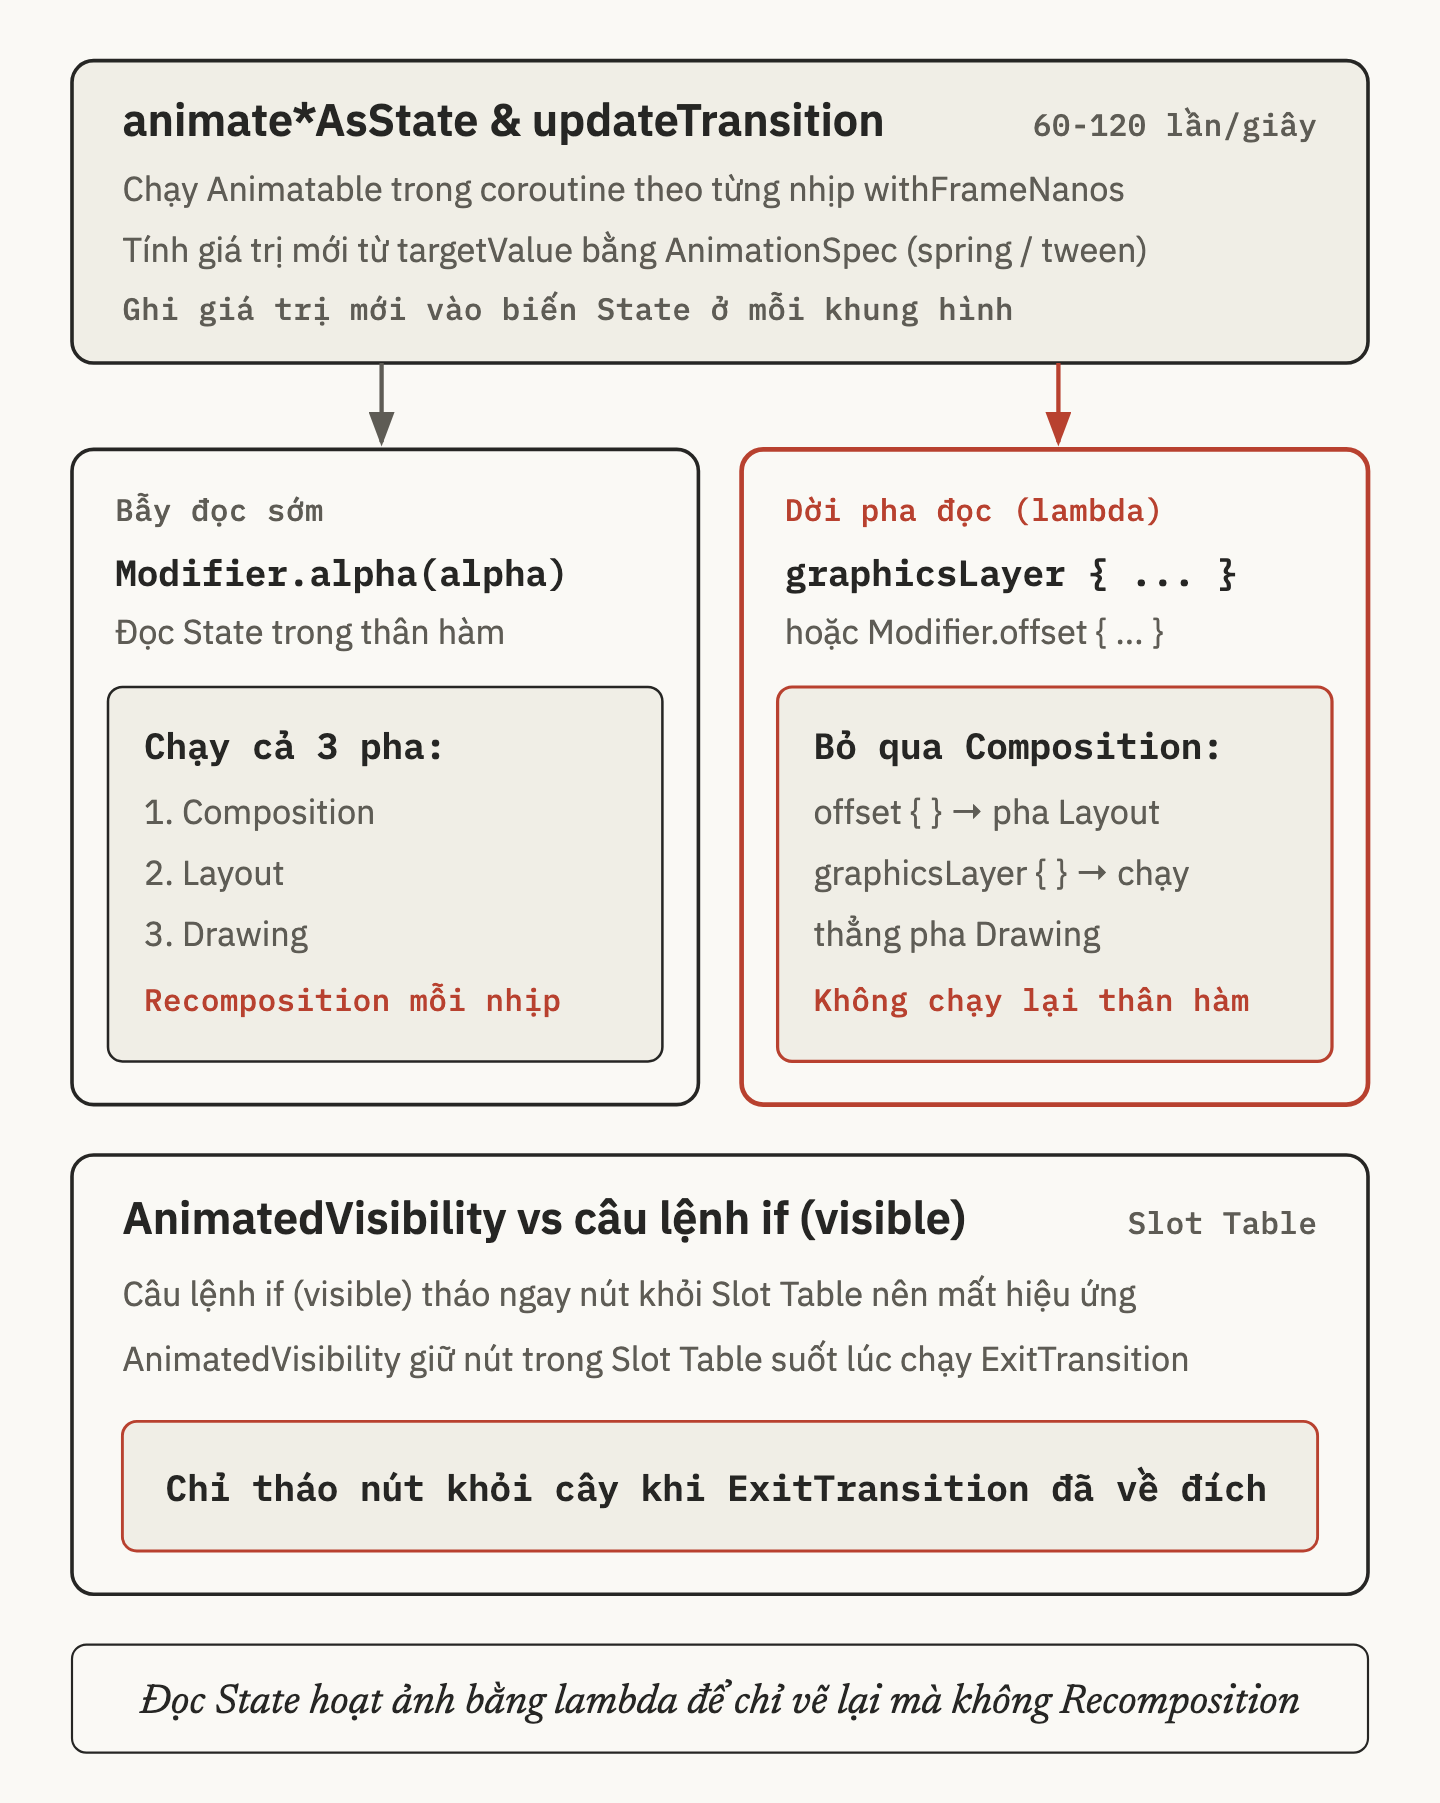 animate*AsState & updateTransition
60-120 lần/giây
Chạy Animatable trong coroutine theo từng nhịp withFrameNanos
Tính giá trị mới từ targetValue bằng AnimationSpec (spring / tween)
Ghi giá trị mới vào biến State ở mỗi khung hình
Bẫy đọc sớm
Modifier.alpha(alpha)
Đọc State trong thân hàm
Chạy cả 3 pha:
1. Composition
2. Layout
3. Drawing
Recomposition mỗi nhịp
Dời pha đọc (lambda)
graphicsLayer { ... }
hoặc Modifier.offset { ... }
Bỏ qua Composition:
offset { } → pha Layout
graphicsLayer { } → chạy
thẳng pha Drawing
Không chạy lại thân hàm
AnimatedVisibility vs câu lệnh if (visible)
Slot Table
Câu lệnh if (visible) tháo ngay nút khỏi Slot Table nên mất hiệu ứng
AnimatedVisibility giữ nút trong Slot Table suốt lúc chạy ExitTransition
Chỉ tháo nút khỏi cây khi ExitTransition đã về đích
Đọc State hoạt ảnh bằng lambda để chỉ vẽ lại mà không Recomposition